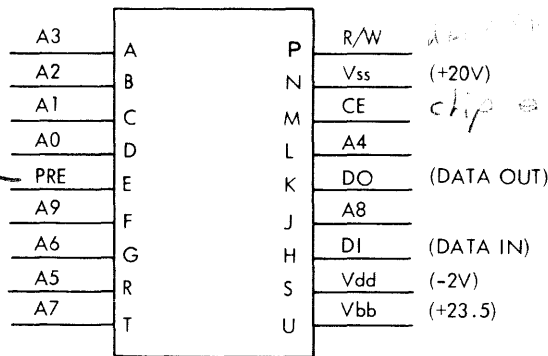 A3 A P R/W
A2 B N Vss (+20V)
A1 C M CE chip
A0 D L A4
PRE E K DO (DATA OUT)
A9 F J A8
A6 G H DI (DATA IN)
A5 R S Vdd (-2V)
A7 T U Vbb (+23.5)